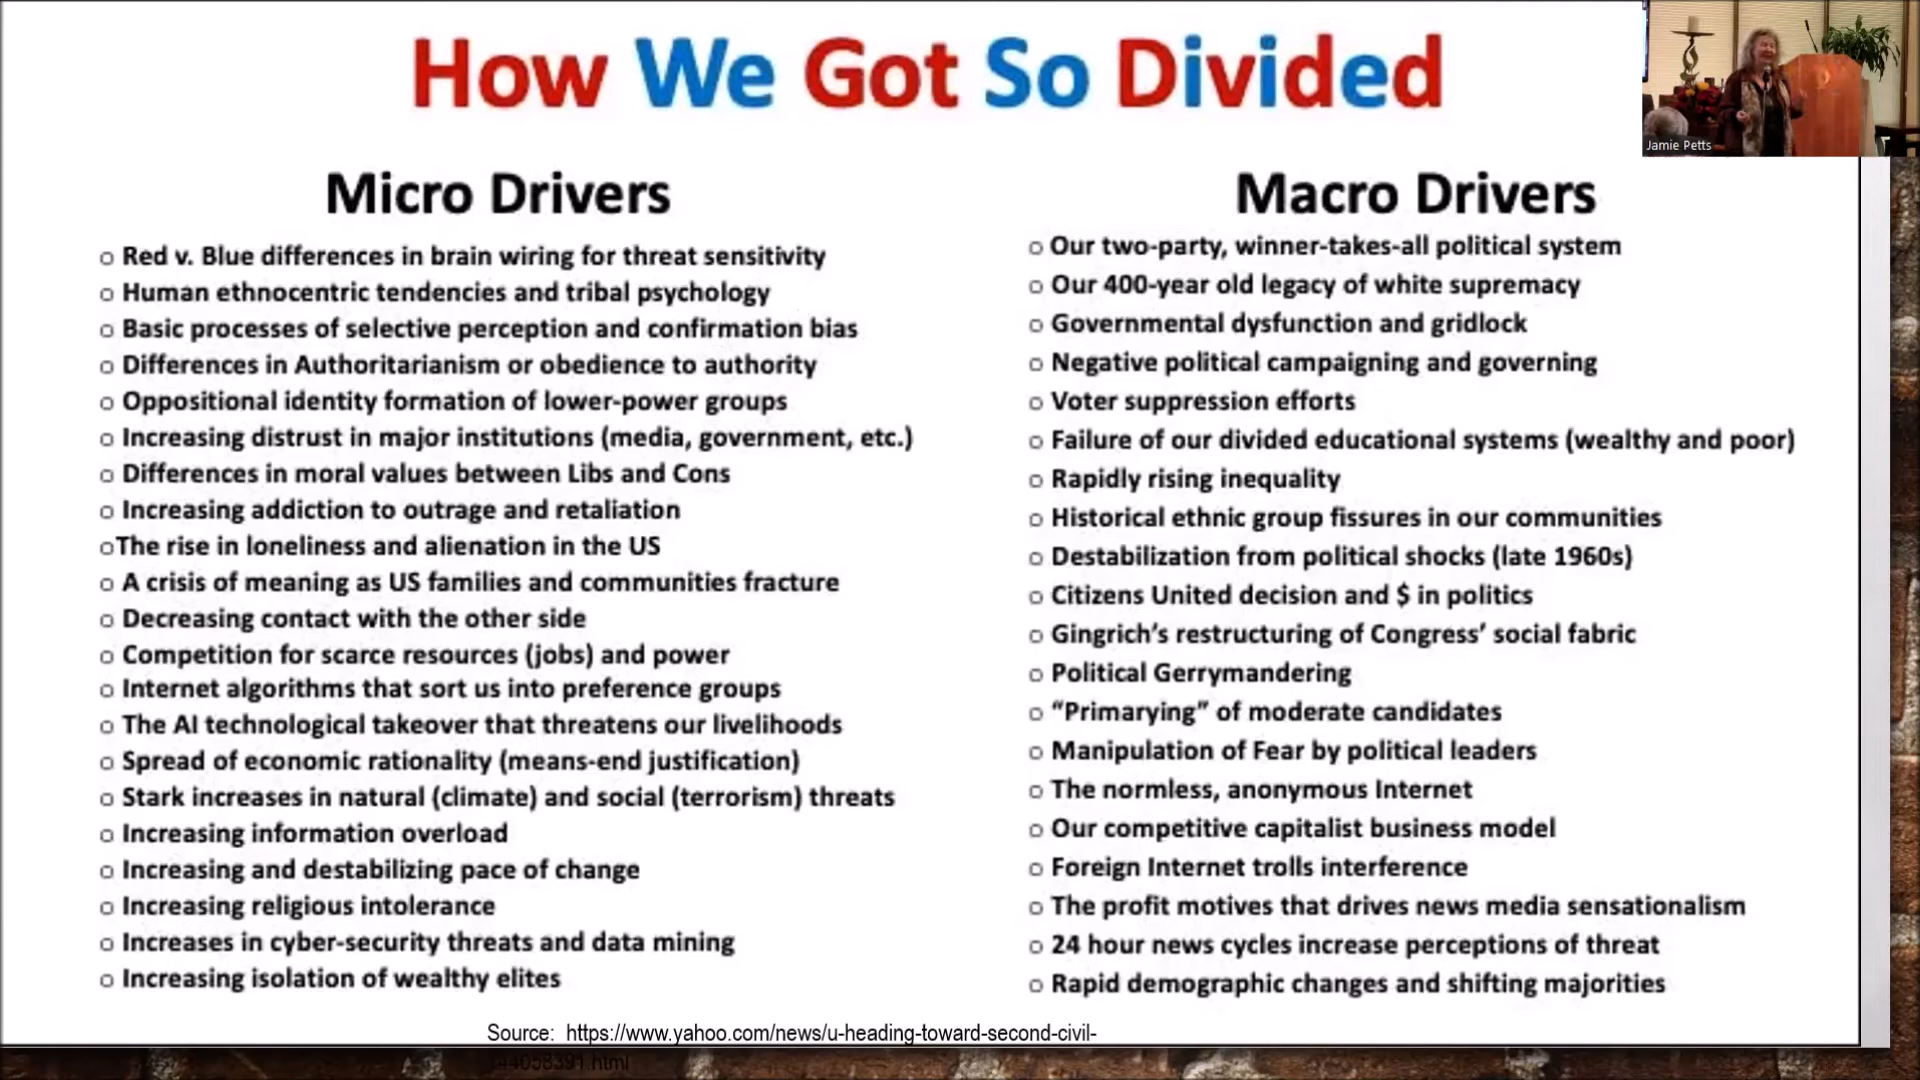 How We Got So Divided
Jamie Petts
Micro Drivers
o Red v. Blue differences in brain wiring for threat sensitivity
o Human ethnocentric tendencies and tribal psychology
o Basic processes of selective perception and confirmation bias
o Differences in Authoritarianism or obedience to authority
o Oppositional identity formation of lower-power groups
o Increasing distrust in major institutions (media, government, etc.)
o Differences in moral values between Libs and Cons
o Increasing addiction to outrage and retaliation
oThe rise in loneliness and alienation in the US
o A crisis of meaning as US families and communities fracture
o Decreasing contact with the other side
o Competition for scarce resources (jobs) and power
o Internet algorithms that sort us into preference groups
o The AI technological takeover that threatens our livelihoods
o Spread of economic rationality (means-end justification)
o Stark increases in natural (climate) and social (terrorism) threats
o Increasing information overload
o Increasing and destabilizing pace of change
o Increasing religious intolerance
o Increases in cyber-security threats and data mining
o Increasing isolation of wealthy elites
Macro Drivers
o Our two-party, winner-takes-all political system
o Our 400-year old legacy of white supremacy
o Governmental dysfunction and gridlock
o Negative political campaigning and governing
o Voter suppression efforts
o Failure of our divided educational systems (wealthy and poor)
o Rapidly rising inequality
o Historical ethnic group fissures in our communities
o Destabilization from political shocks (late 1960s)
o Citizens United decision and $ in politics
o Gingrich’s restructuring of Congress’ social fabric
o Political Gerrymandering
o “Primarying” of moderate candidates
o Manipulation of Fear by political leaders
o The normless, anonymous Internet
o Our competitive capitalist business model
o Foreign Internet trolls interference
o The profit motives that drives news media sensationalism
o 24 hour news cycles increase perceptions of threat
o Rapid demographic changes and shifting majorities
Source: https://www.yahoo.com/news/u-heading-toward-second-civil-